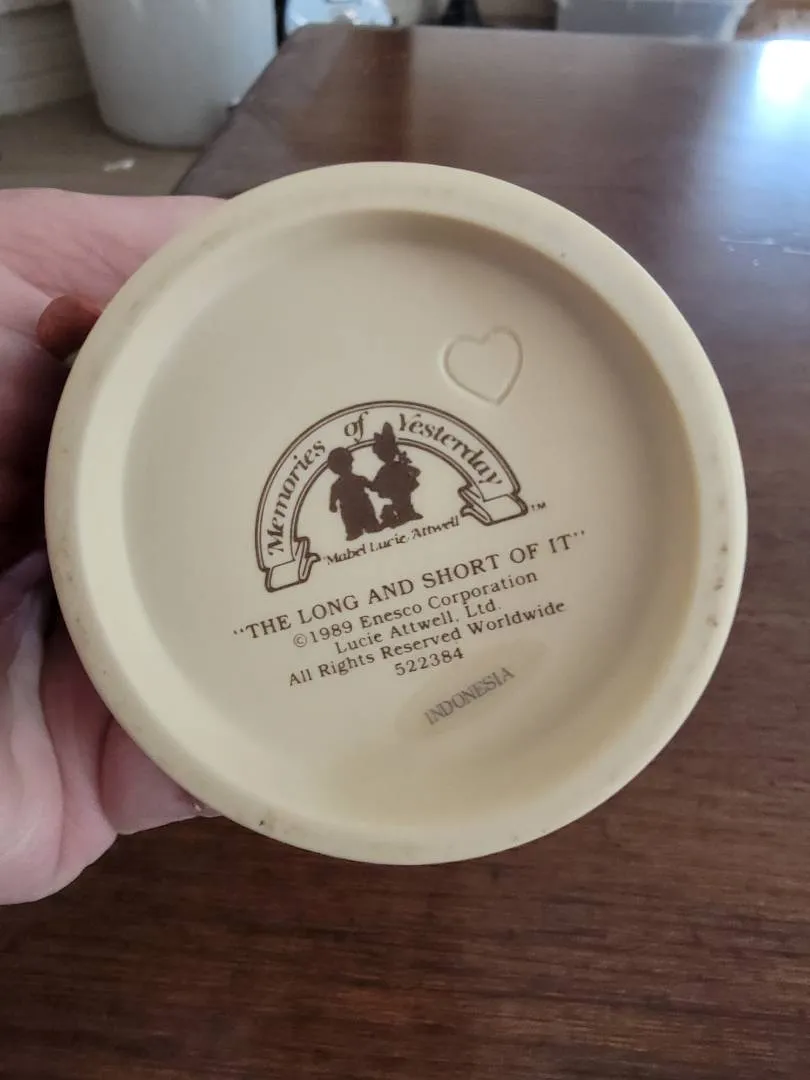 Memories of Yesterday TM
Mabel Lucie Attwell
"THE LONG AND SHORT OF IT"
©1989 Enesco Corporation
Lucie Attwell, Ltd.
All Rights Reserved Worldwide
522384
INDONESIA